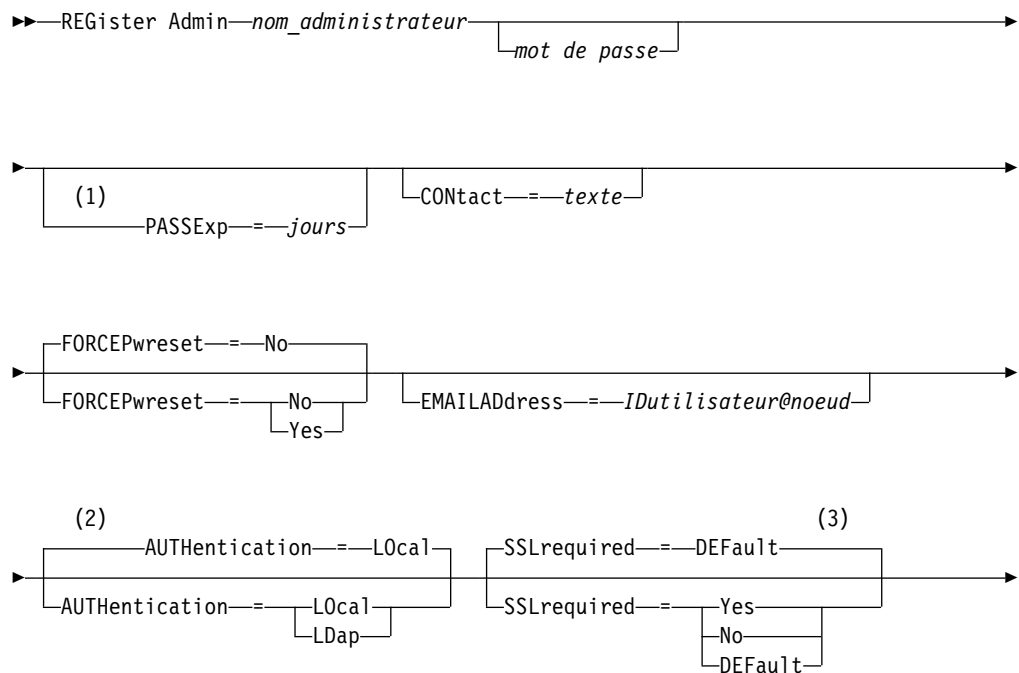 REGister Admin nom_administrateur
mot de passe
(1)
PASSExp = jours
CONtact = texte
FORCEPwreset = No
FORCEPwreset = No
Yes
EMAILADdress = IDutilisateur@noeud
(2)
AUTHentication = LOcal
AUTHentication = LOcal
LDap
(3)
SSLrequired = DEFault
SSLrequired = Yes
No
DEFault